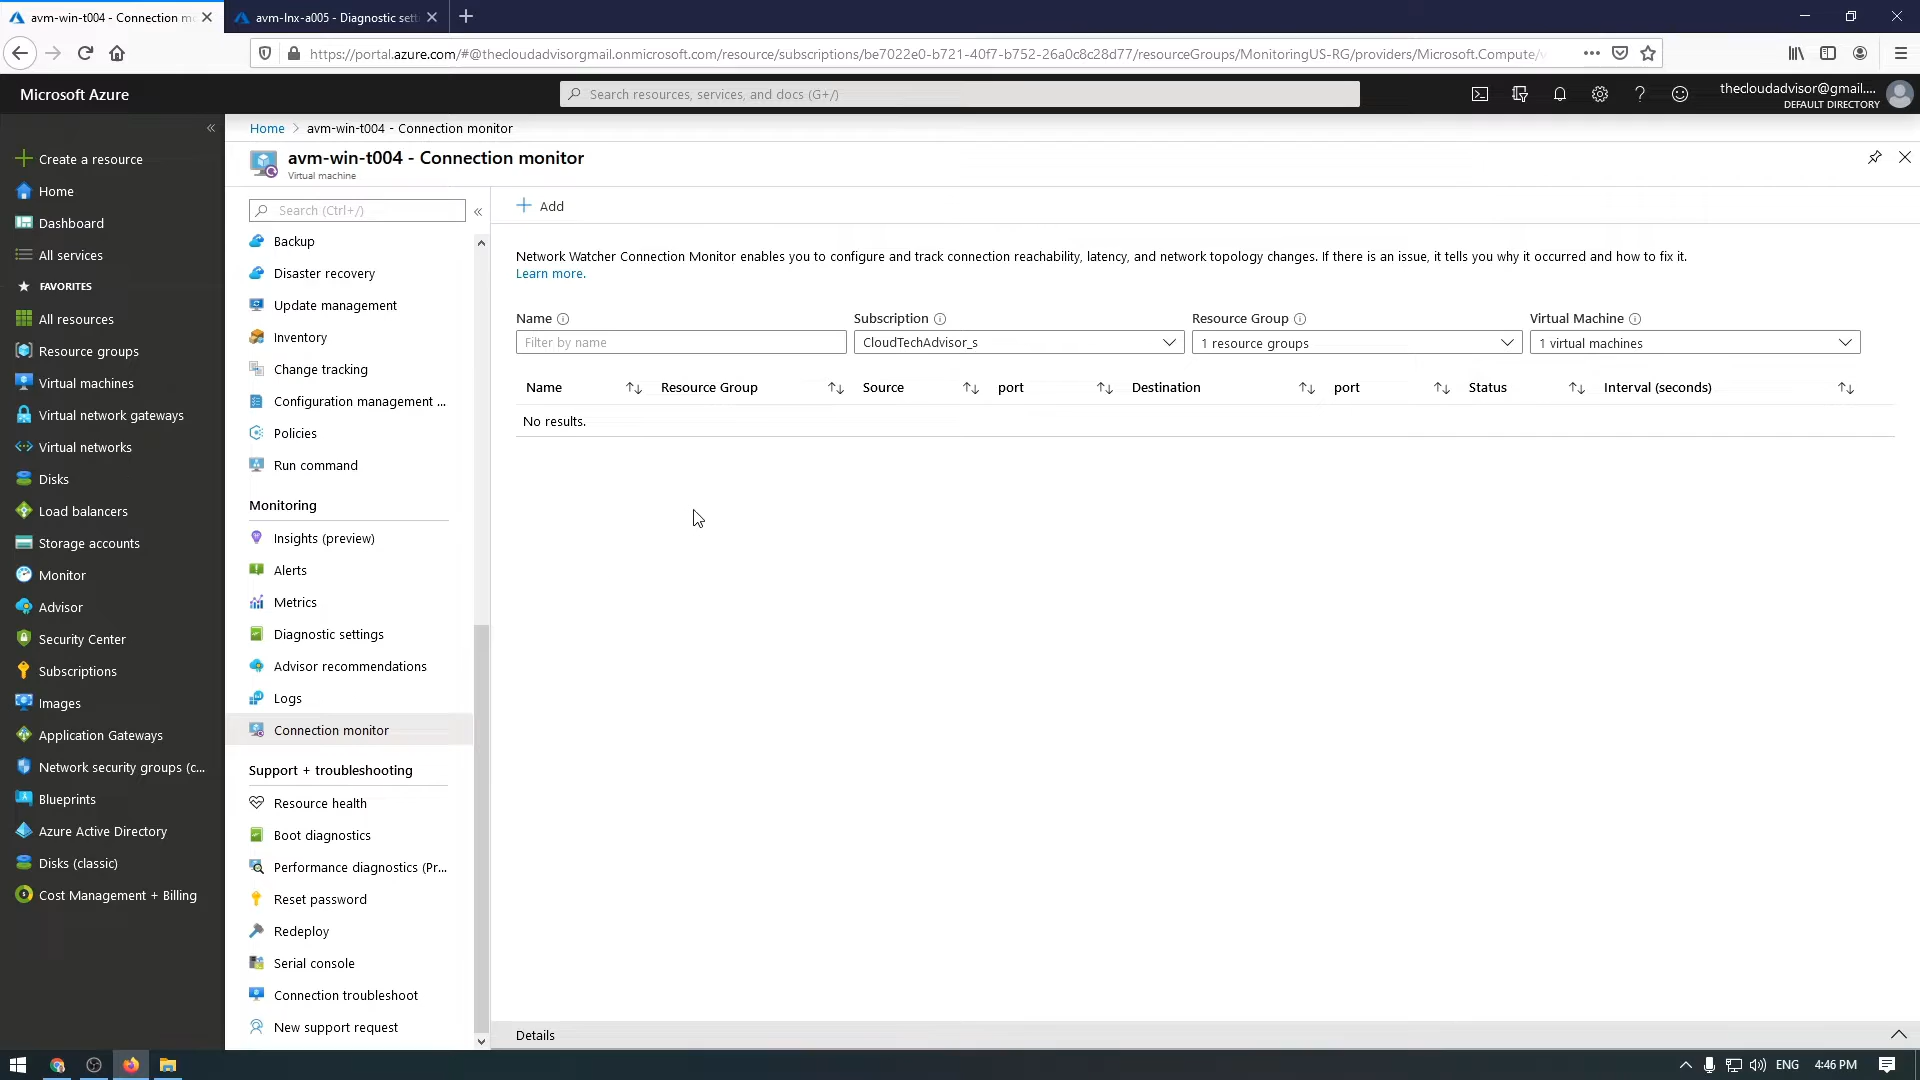 avm-win-t004 - Connection m
avm-lnx-a005 - Diagnostic sett
https://portal.azure.com/#@thecloudadvisorgmail.onmicrosoft.com/resource/subscriptions/be7022e0-b721-40f7-b752-26a0c8c28d77/resourceGroups/MonitoringUS-RG/providers/Microsoft.Compute/
Microsoft Azure
Search resources, services, and docs (G+/)
thecloudadvisor@gmail....
DEFAULT DIRECTORY
Create a resource
Home
Dashboard
All services
FAVORITES
All resources
Resource groups
Virtual machines
Virtual network gateways
Virtual networks
Disks
Load balancers
Storage accounts
Monitor
Advisor
Security Center
Subscriptions
Images
Application Gateways
Network security groups (c...
Blueprints
Azure Active Directory
Disks (classic)
Cost Management + Billing
Home > avm-win-t004 - Connection monitor
avm-win-t004 - Connection monitor
Virtual machine
Search (Ctrl+/)
Backup
Disaster recovery
Update management
Inventory
Change tracking
Configuration management ...
Policies
Run command
Monitoring
Insights (preview)
Alerts
Metrics
Diagnostic settings
Advisor recommendations
Logs
Connection monitor
Support + troubleshooting
Resource health
Boot diagnostics
Performance diagnostics (Pr...
Reset password
Redeploy
Serial console
Connection troubleshoot
New support request
Add
Network Watcher Connection Monitor enables you to configure and track connection reachability, latency, and network topology changes. If there is an issue, it tells you why it occurred and how to fix it.
Learn more.
Name Subscription Resource Group Virtual Machine
Filter by name CloudTechAdvisor_s 1 resource groups 1 virtual machines
Name Resource Group Source port Destination port Status Interval (seconds)
No results.
Details
ENG 4:46 PM